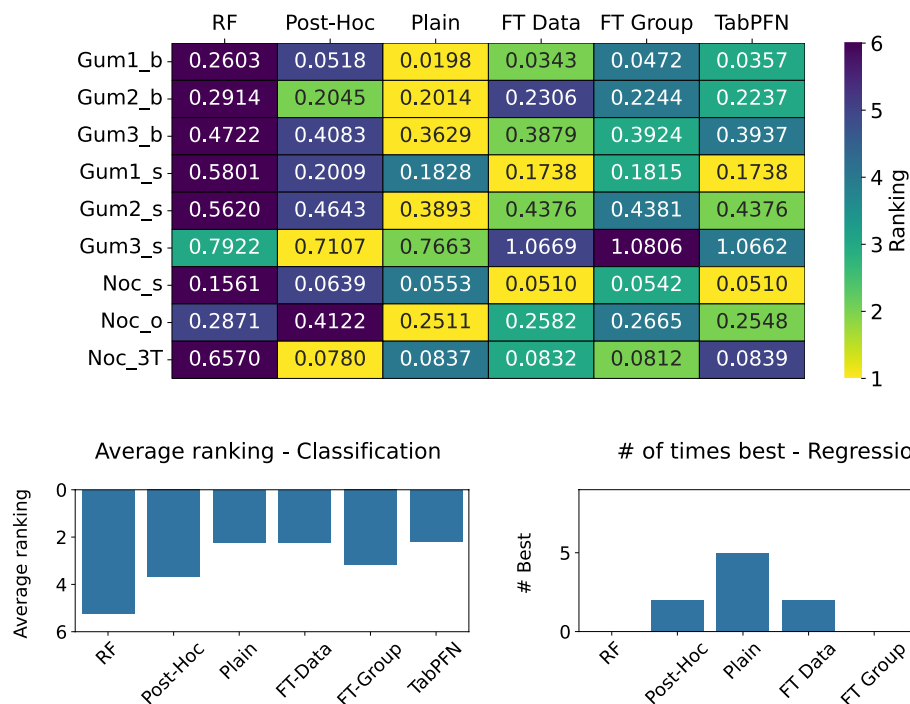 RF Post-Hoc Plain FT Data FT Group TabPFN
Gum1_b 0.2603 0.0518 0.0198 0.0343 0.0472 0.0357
Gum2_b 0.2914 0.2045 0.2014 0.2306 0.2244 0.2237
Gum3_b 0.4722 0.4083 0.3629 0.3879 0.3924 0.3937
Gum1_s 0.5801 0.2009 0.1828 0.1738 0.1815 0.1738
Gum2_s 0.5620 0.4643 0.3893 0.4376 0.4381 0.4376
Gum3_s 0.7922 0.7107 0.7663 1.0669 1.0806 1.0662
Noc_s 0.1561 0.0639 0.0553 0.0510 0.0542 0.0510
Noc_o 0.2871 0.4122 0.2511 0.2582 0.2665 0.2548
Noc_3T 0.6570 0.0780 0.0837 0.0832 0.0812 0.0839
6
5
4
3
2
1
Ranking
Average ranking - Classification
Average ranking
0
2
4
6
RF Post-Hoc Plain FT-Data FT-Group TabPFN
# of times best - Regressio
# Best
5
0
RF Post-Hoc Plain FT Data FT Group